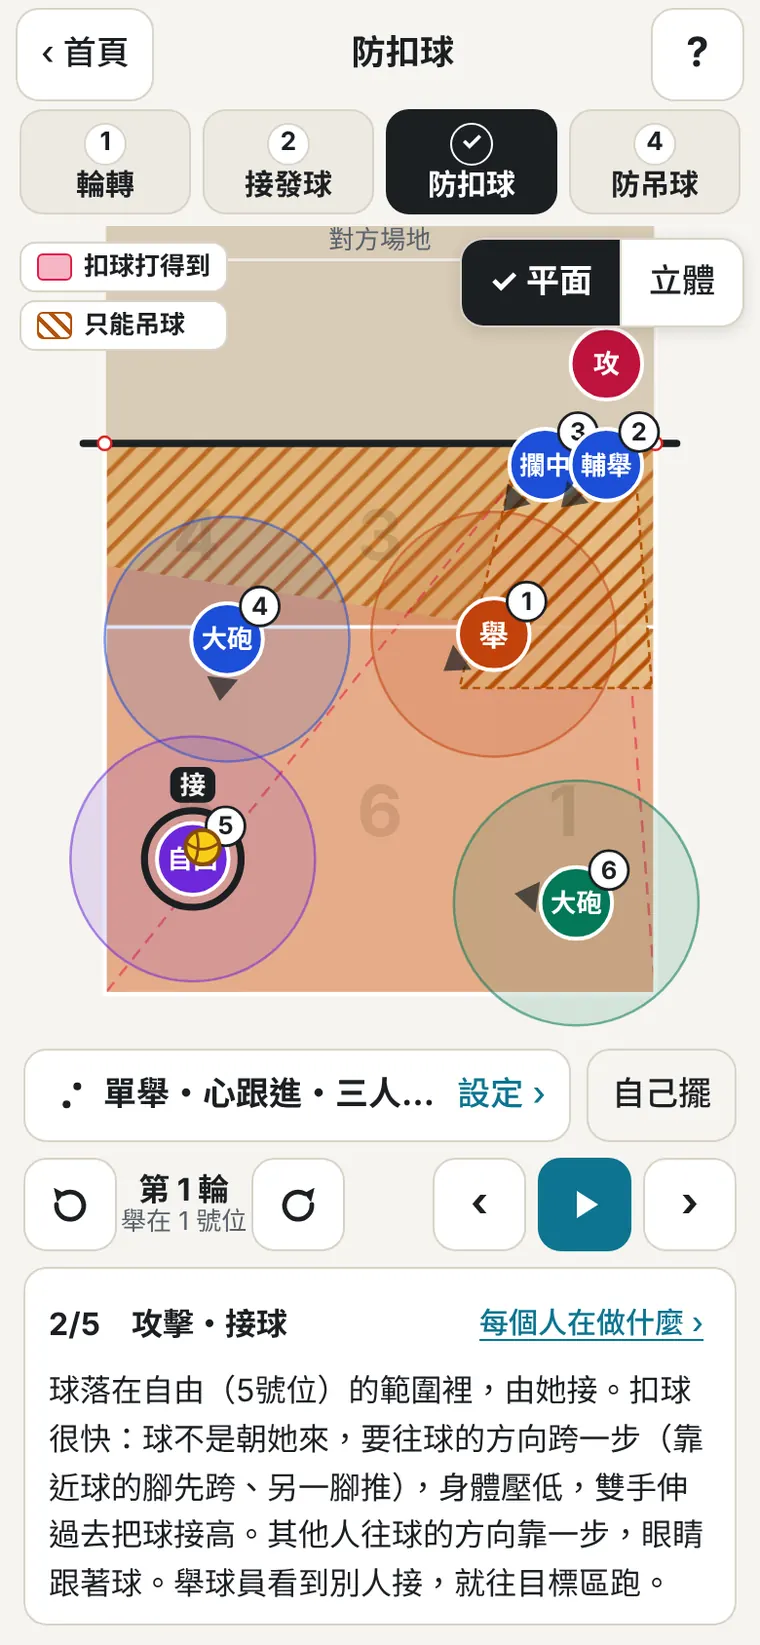 ‹ 首頁
防扣球
?
1
輪轉
2
接發球
防扣球
4
防吊球
對方場地
扣球打得到
只能吊球
平面
立體
攻
3
攔中
2
輔舉
4
3
4
大砲
1
舉
接
5
6
1
6
大砲
單舉・心跟進・三人...
設定 ›
自己擺
第 1 輪
舉在 1 號位
‹
›
2/5 攻擊・接球
每個人在做什麼 ›
球落在自由（5號位）的範圍裡，由她接。扣球
很快：球不是朝她來，要往球的方向跨一步（靠
近球的腳先跨、另一腳推），身體壓低，雙手伸
過去把球接高。其他人往球的方向靠一步，眼睛
跟著球。舉球員看到別人接，就往目標區跑。